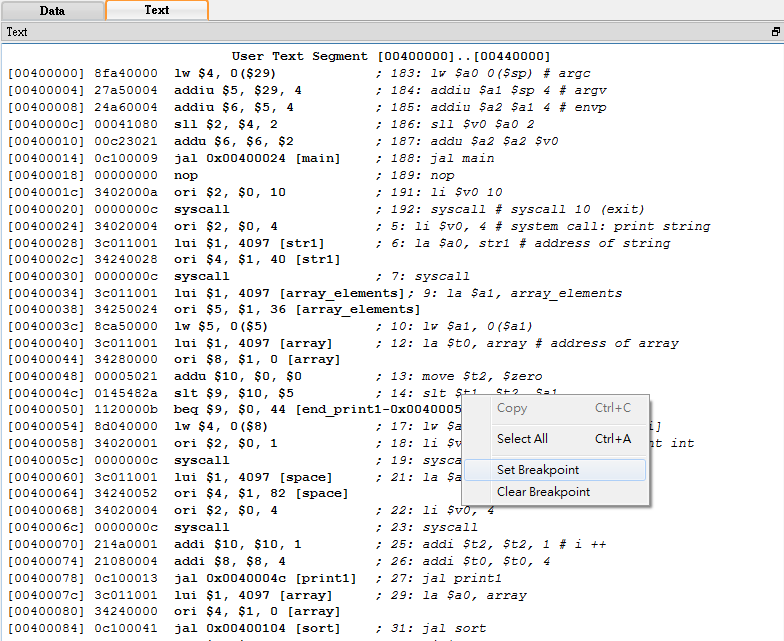 Data Text
Text
User Text Segment [00400000]..[00440000]
[00400000] 8fa40000 lw $4, 0($29) ; 183: lw $a0 0($sp) # argc
[00400004] 27a50004 addiu $5, $29, 4 ; 184: addiu $a1 $sp 4 # argv
[00400008] 24a60004 addiu $6, $5, 4 ; 185: addiu $a2 $a1 4 # envp
[0040000c] 00041080 sll $2, $4, 2 ; 186: sll $v0 $a0 2
[00400010] 00c23021 addu $6, $6, $2 ; 187: addu $a2 $a2 $v0
[00400014] 0c100009 jal 0x00400024 [main] ; 188: jal main
[00400018] 00000000 nop ; 189: nop
[0040001c] 3402000a ori $2, $0, 10 ; 191: li $v0 10
[00400020] 0000000c syscall ; 192: syscall # syscall 10 (exit)
[00400024] 34020004 ori $2, $0, 4 ; 5: li $v0, 4 # system call: print string
[00400028] 3c011001 lui $1, 4097 [str1] ; 6: la $a0, str1 # address of string
[0040002c] 34240028 ori $4, $1, 40 [str1]
[00400030] 0000000c syscall ; 7: syscall
[00400034] 3c011001 lui $1, 4097 [array_elements]; 9: la $a1, array_elements
[00400038] 34250024 ori $5, $1, 36 [array_elements]
[0040003c] 8ca50000 lw $5, 0($5) ; 10: lw $a1, 0($a1)
[00400040] 3c011001 lui $1, 4097 [array] ; 12: la $t0, array # address of array
[00400044] 34280000 ori $8, $1, 0 [array]
[00400048] 00005021 addu $10, $0, $0 ; 13: move $t2, $zero
[0040004c] 0145482a slt $9, $10, $5 ; 14: slt $t1, $t2, $a1
[00400050] 1120000b beq $9, $0, 44 [end_print1-0x0040005
[00400054] 8d040000 lw $4, 0($8) ; 17: lw $a i]
[00400058] 34020001 ori $2, $0, 1 ; 18: li $v nt int
[0040005c] 0000000c syscall ; 19: sysca
[00400060] 3c011001 lui $1, 4097 [space] ; 21: la $a
[00400064] 34240052 ori $4, $1, 82 [space]
[00400068] 34020004 ori $2, $0, 4 ; 22: li $v0, 4
[0040006c] 0000000c syscall ; 23: syscall
[00400070] 214a0001 addi $10, $10, 1 ; 25: addi $t2, $t2, 1 # i ++
[00400074] 21080004 addi $8, $8, 4 ; 26: addi $t0, $t0, 4
[00400078] 0c100013 jal 0x0040004c [print1] ; 27: jal print1
[0040007c] 3c011001 lui $1, 4097 [array] ; 29: la $a0, array
[00400080] 34240000 ori $4, $1, 0 [array]
[00400084] 0c100041 jal 0x00400104 [sort] ; 31: jal sort
Copy Ctrl+C
Select All Ctrl+A
Set Breakpoint
Clear Breakpoint